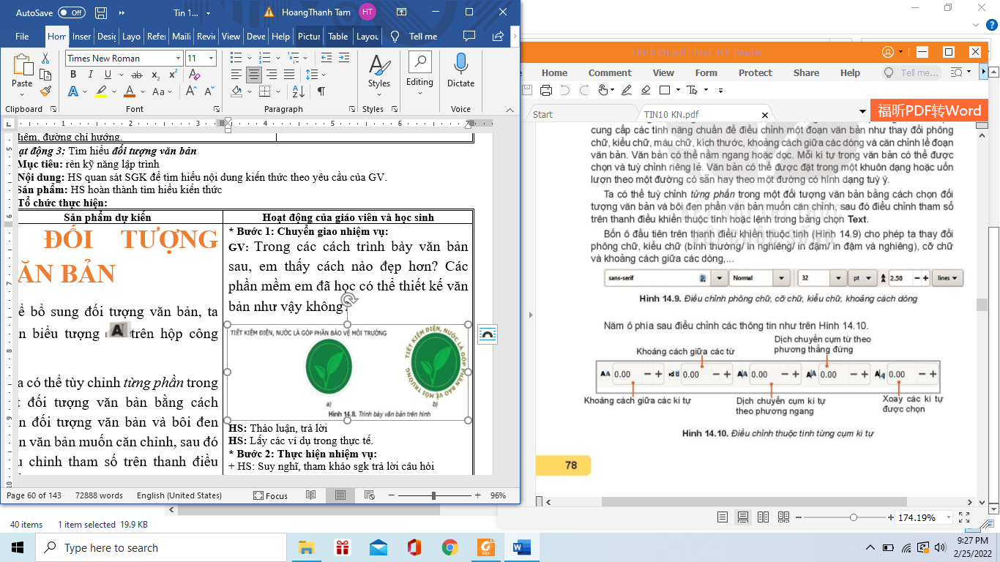 AutoSave Off Tin 1... HoangThanh Tam HT
File Hom Inser Desig Layo Refer Maili Revie View Deve Help Pictur Table Layou Tell me
Times New Roman 11
Paste
Editing
Styles
Dictate
Clipboard Font Paragraph Styles Voice
1 2 3 4 5 6 7
hêm, đường chỉ hướng.
ạt động 3: Tìm hiểu đối tượng văn bản
Mục tiêu: rèn kỹ năng lập trình
Nội dung: HS quan sát SGK để tìm hiểu nội dung kiến thức theo yêu cầu của GV.
Sản phẩm: HS hoàn thành tìm hiểu kiến thức
Tổ chức thực hiện:
Sản phẩm dự kiến
ĐỐI TƯỢNG
ĂN BẢN
ể bổ sung đối tượng văn bản, ta
n biểu tượng A trên hộp công
a có thể tùy chỉnh từng phần trong
t đối tượng văn bản bằng cách
n đối tượng văn bản và bôi đen
n văn bản muốn căn chỉnh, sau đó
u chỉnh tham số trên thanh điều
Hoạt động của giáo viên và học sinh
* Bước 1: Chuyển giao nhiệm vụ:
GV: Trong các cách trình bày văn bản
sau, em thấy cách nào đẹp hơn? Các
phần mềm em đã học có thể thiết kế văn
bản như vậy không?
TIẾT KIỆM ĐIỆN, NƯỚC LÀ GÓP PHẦN BẢO VỆ MÔI TRƯỜNG
TIẾT KIỆM ĐIỆN, NƯỚC LÀ GÓP PHẦN BẢO VỆ MÔI TRƯỜNG
a) b)
Hình 14.8. Trình bày văn bản trên hình
HS: Thảo luận, trả lời
HS: Lấy các ví dụ trong thực tế.
* Bước 2: Thực hiện nhiệm vụ:
+ HS: Suy nghĩ, tham khảo sgk trả lời câu hỏi
Page 60 of 143 72888 words English (United States) Focus 96%
40 items 1 item selected 19.9 KB
TIN10 KN.pdf - Foxit PDF Reader
Home Comment View Form Protect Share Help Tell me...
Start TIN10 KN.pdf
福昕PDF转Word
cung cấp các tính năng chuẩn để điều chỉnh một đoạn văn bản như thay đổi phông
chữ, kiểu chữ, màu chữ, kích thước, khoảng cách giữa các dòng và căn chỉnh lề đoạn
văn bản. Văn bản có thể nằm ngang hoặc dọc. Mỗi kí tự trong văn bản có thể được
chọn và tuỳ chỉnh riêng lẻ. Văn bản có thể được đặt trong một khuôn dạng hoặc uốn
lượn theo một đường có sẵn hay theo một đường có hình dạng tuỳ ý.
Ta có thể tuỳ chỉnh từng phần trong một đối tượng văn bản bằng cách chọn đối
tượng văn bản và bôi đen phần văn bản muốn căn chỉnh, sau đó điều chỉnh tham số
trên thanh điều khiển thuộc tính hoặc lệnh trong bảng chọn Text.
Bốn ô đầu tiên trên thanh điều khiển thuộc tính (Hình 14.9) cho phép ta thay đổi
phông chữ, kiểu chữ (bình thường/ in nghiêng/ in đậm/ in đậm và nghiêng), cỡ chữ
và khoảng cách giữa các dòng,...
sans-serif Normal 32 pt 2.50 lines
Hình 14.9. Điều chỉnh phông chữ, cỡ chữ, kiểu chữ, khoảng cách dòng
Năm ô phía sau điều chỉnh các thông tin như trên Hình 14.10.
Khoảng cách giữa các từ
Dịch chuyển cụm từ theo
phương thẳng đứng
0.00 0.00 0.00 0.00 0.00
Khoảng cách giữa các kí tự
Dịch chuyển cụm kí tự
theo phương ngang
Xoay các kí tự
được chọn
Hình 14.10. Điều chỉnh thuộc tính từng cụm kí tự
78
174.19%
Type here to search
9:27 PM
2/25/2022